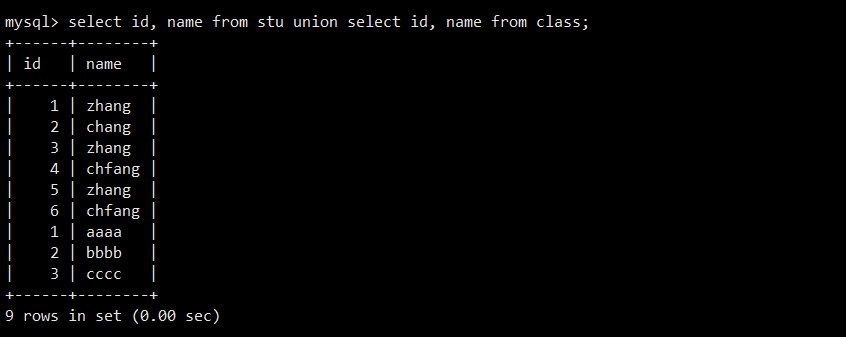 mysql> select id, name from stu union select id, name from class;
+------+--------+
| id   | name   |
+------+--------+
|    1 | zhang  |
|    2 | chang  |
|    3 | zhang  |
|    4 | chfang |
|    5 | zhang  |
|    6 | chfang |
|    1 | aaaa   |
|    2 | bbbb   |
|    3 | cccc   |
+------+--------+
9 rows in set (0.00 sec)